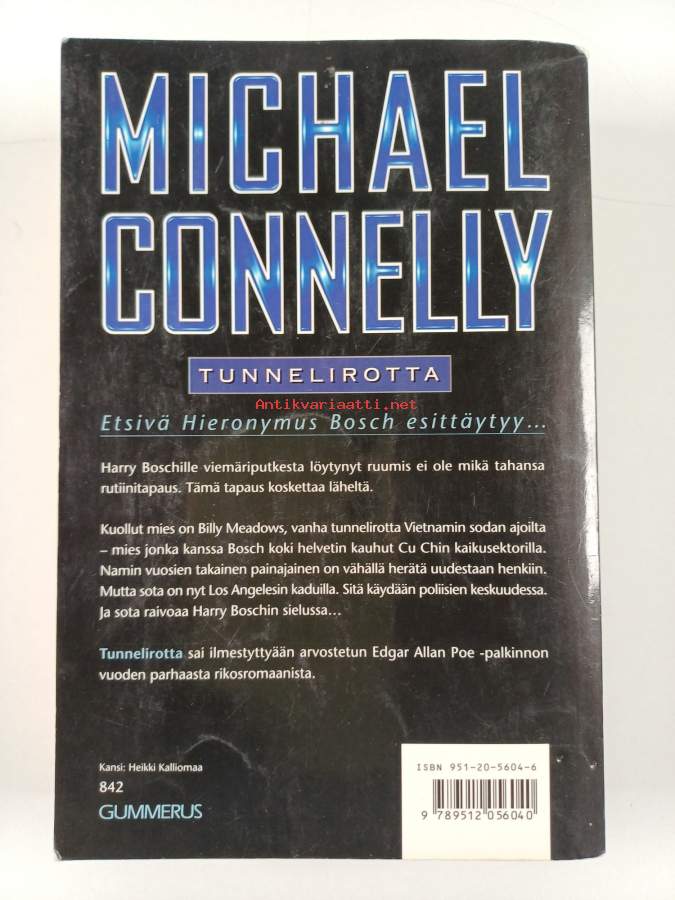 MICHAEL
CONNELLY
TUNNELIROTTA
Antikvariaatti.net
Etsivä Hieronymus Bosch esittäytyy...
Harry Boschille viemäriputkesta löytynyt ruumis ei ole mikä tahansa
rutiinitapaus. Tämä tapaus koskettaa läheltä.
Kuollut mies on Billy Meadows, vanha tunnelirotta Vietnamin sodan ajoilta
– mies jonka kanssa Bosch koki helvetin kauhut Cu Chin kaikusektorilla.
Namin vuosien takainen painajainen on vähällä herätä uudestaan henkiin.
Mutta sota on nyt Los Angelesin kaduilla. Sitä käydään poliisien keskuudessa.
Ja sota raivoaa Harry Boschin sielussa...
Tunnelirotta sai ilmestyttyään arvostetun Edgar Allan Poe -palkinnon
vuoden parhaasta rikosromaanista.
Kansi: Heikki Kalliomaa
842
GUMMERUS
ISBN 951-20-5604-6
9 789512 056040